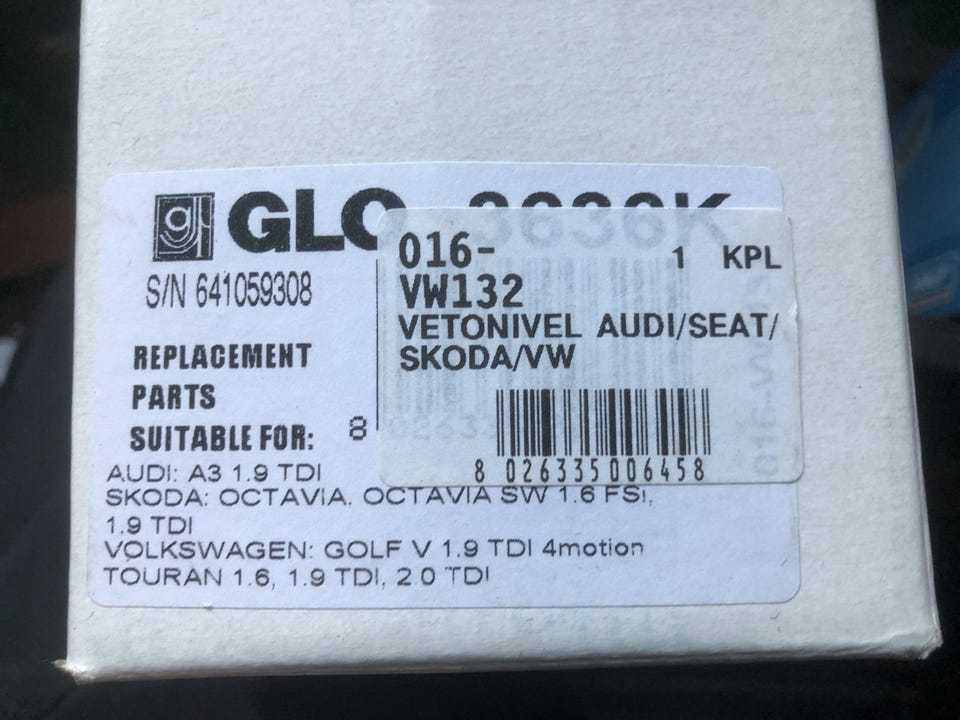 GLO 3636K
S/N 641059308
016-
VW132
1 KPL
VETONIVEL AUDI/SEAT/
SKODA/VW
REPLACEMENT
PARTS
SUITABLE FOR:
8
8 026335 006458
AUDI: A3 1.9 TDI
SKODA: OCTAVIA. OCTAVIA SW 1.6 FSi,
1.9 TDI
VOLKSWAGEN: GOLF V 1.9 TDI 4motion
TOURAN 1.6, 1.9 TDI, 2.0 TDI